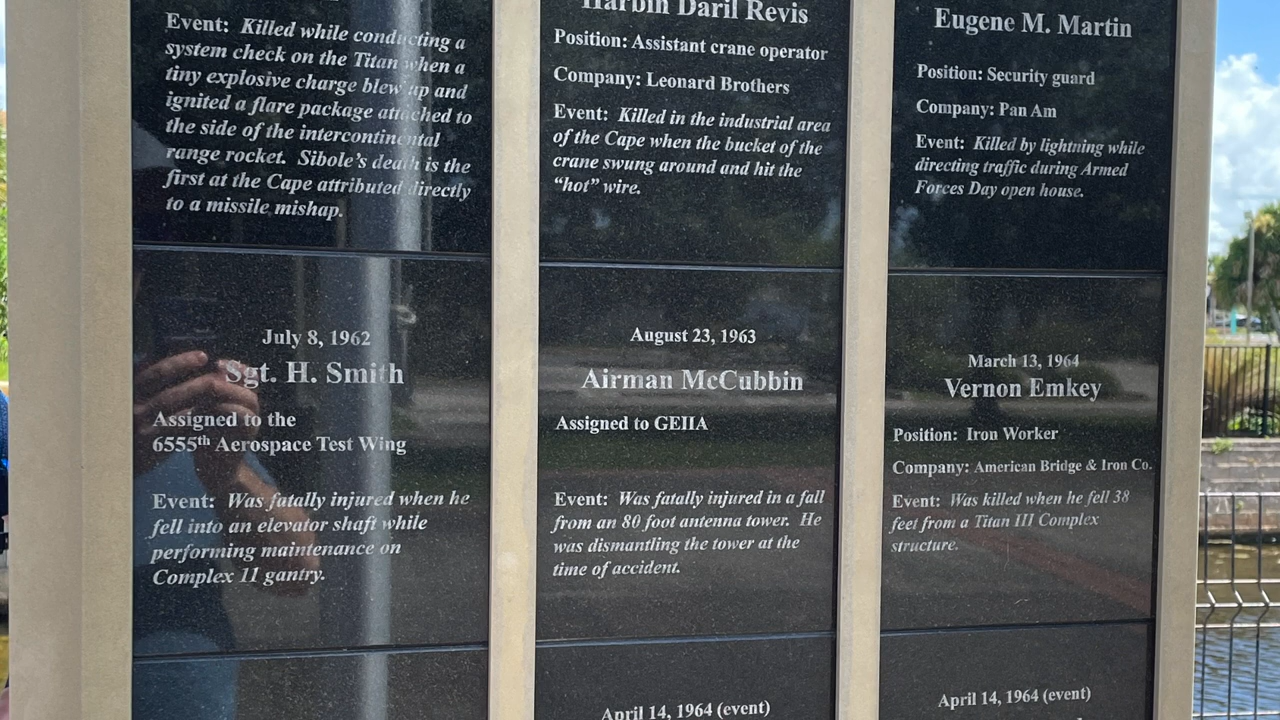 Event: Killed while conducting a
system check on the Titan when a
tiny explosive charge blew up and
ignited a flare package attached to
the side of the intercontinental
range rocket. Sibole's death is the
first at the Cape attributed directly
to a missile mishap.
July 8, 1962
Sgt. H. Smith
Assigned to the
6555th Aerospace Test Wing
Event: Was fatally injured when he
fell into an elevator shaft while
performing maintenance on
Complex 11 gantry.
Harbin Daril Revis
Position: Assistant crane operator
Company: Leonard Brothers
Event: Killed in the industrial area
of the Cape when the bucket of the
crane swung around and hit the
“hot” wire.
August 23, 1963
Airman McCubbin
Assigned to GEIIA
Event: Was fatally injured in a fall
from an 80 foot antenna tower. He
was dismantling the tower at the
time of accident.
April 14, 1964 (event)
Eugene M. Martin
Position: Security guard
Company: Pan Am
Event: Killed by lightning while
directing traffic during Armed
Forces Day open house.
March 13, 1964
Vernon Emkey
Position: Iron Worker
Company: American Bridge & Iron Co.
Event: Was killed when he fell 38
feet from a Titan III Complex
structure.
April 14, 1964 (event)